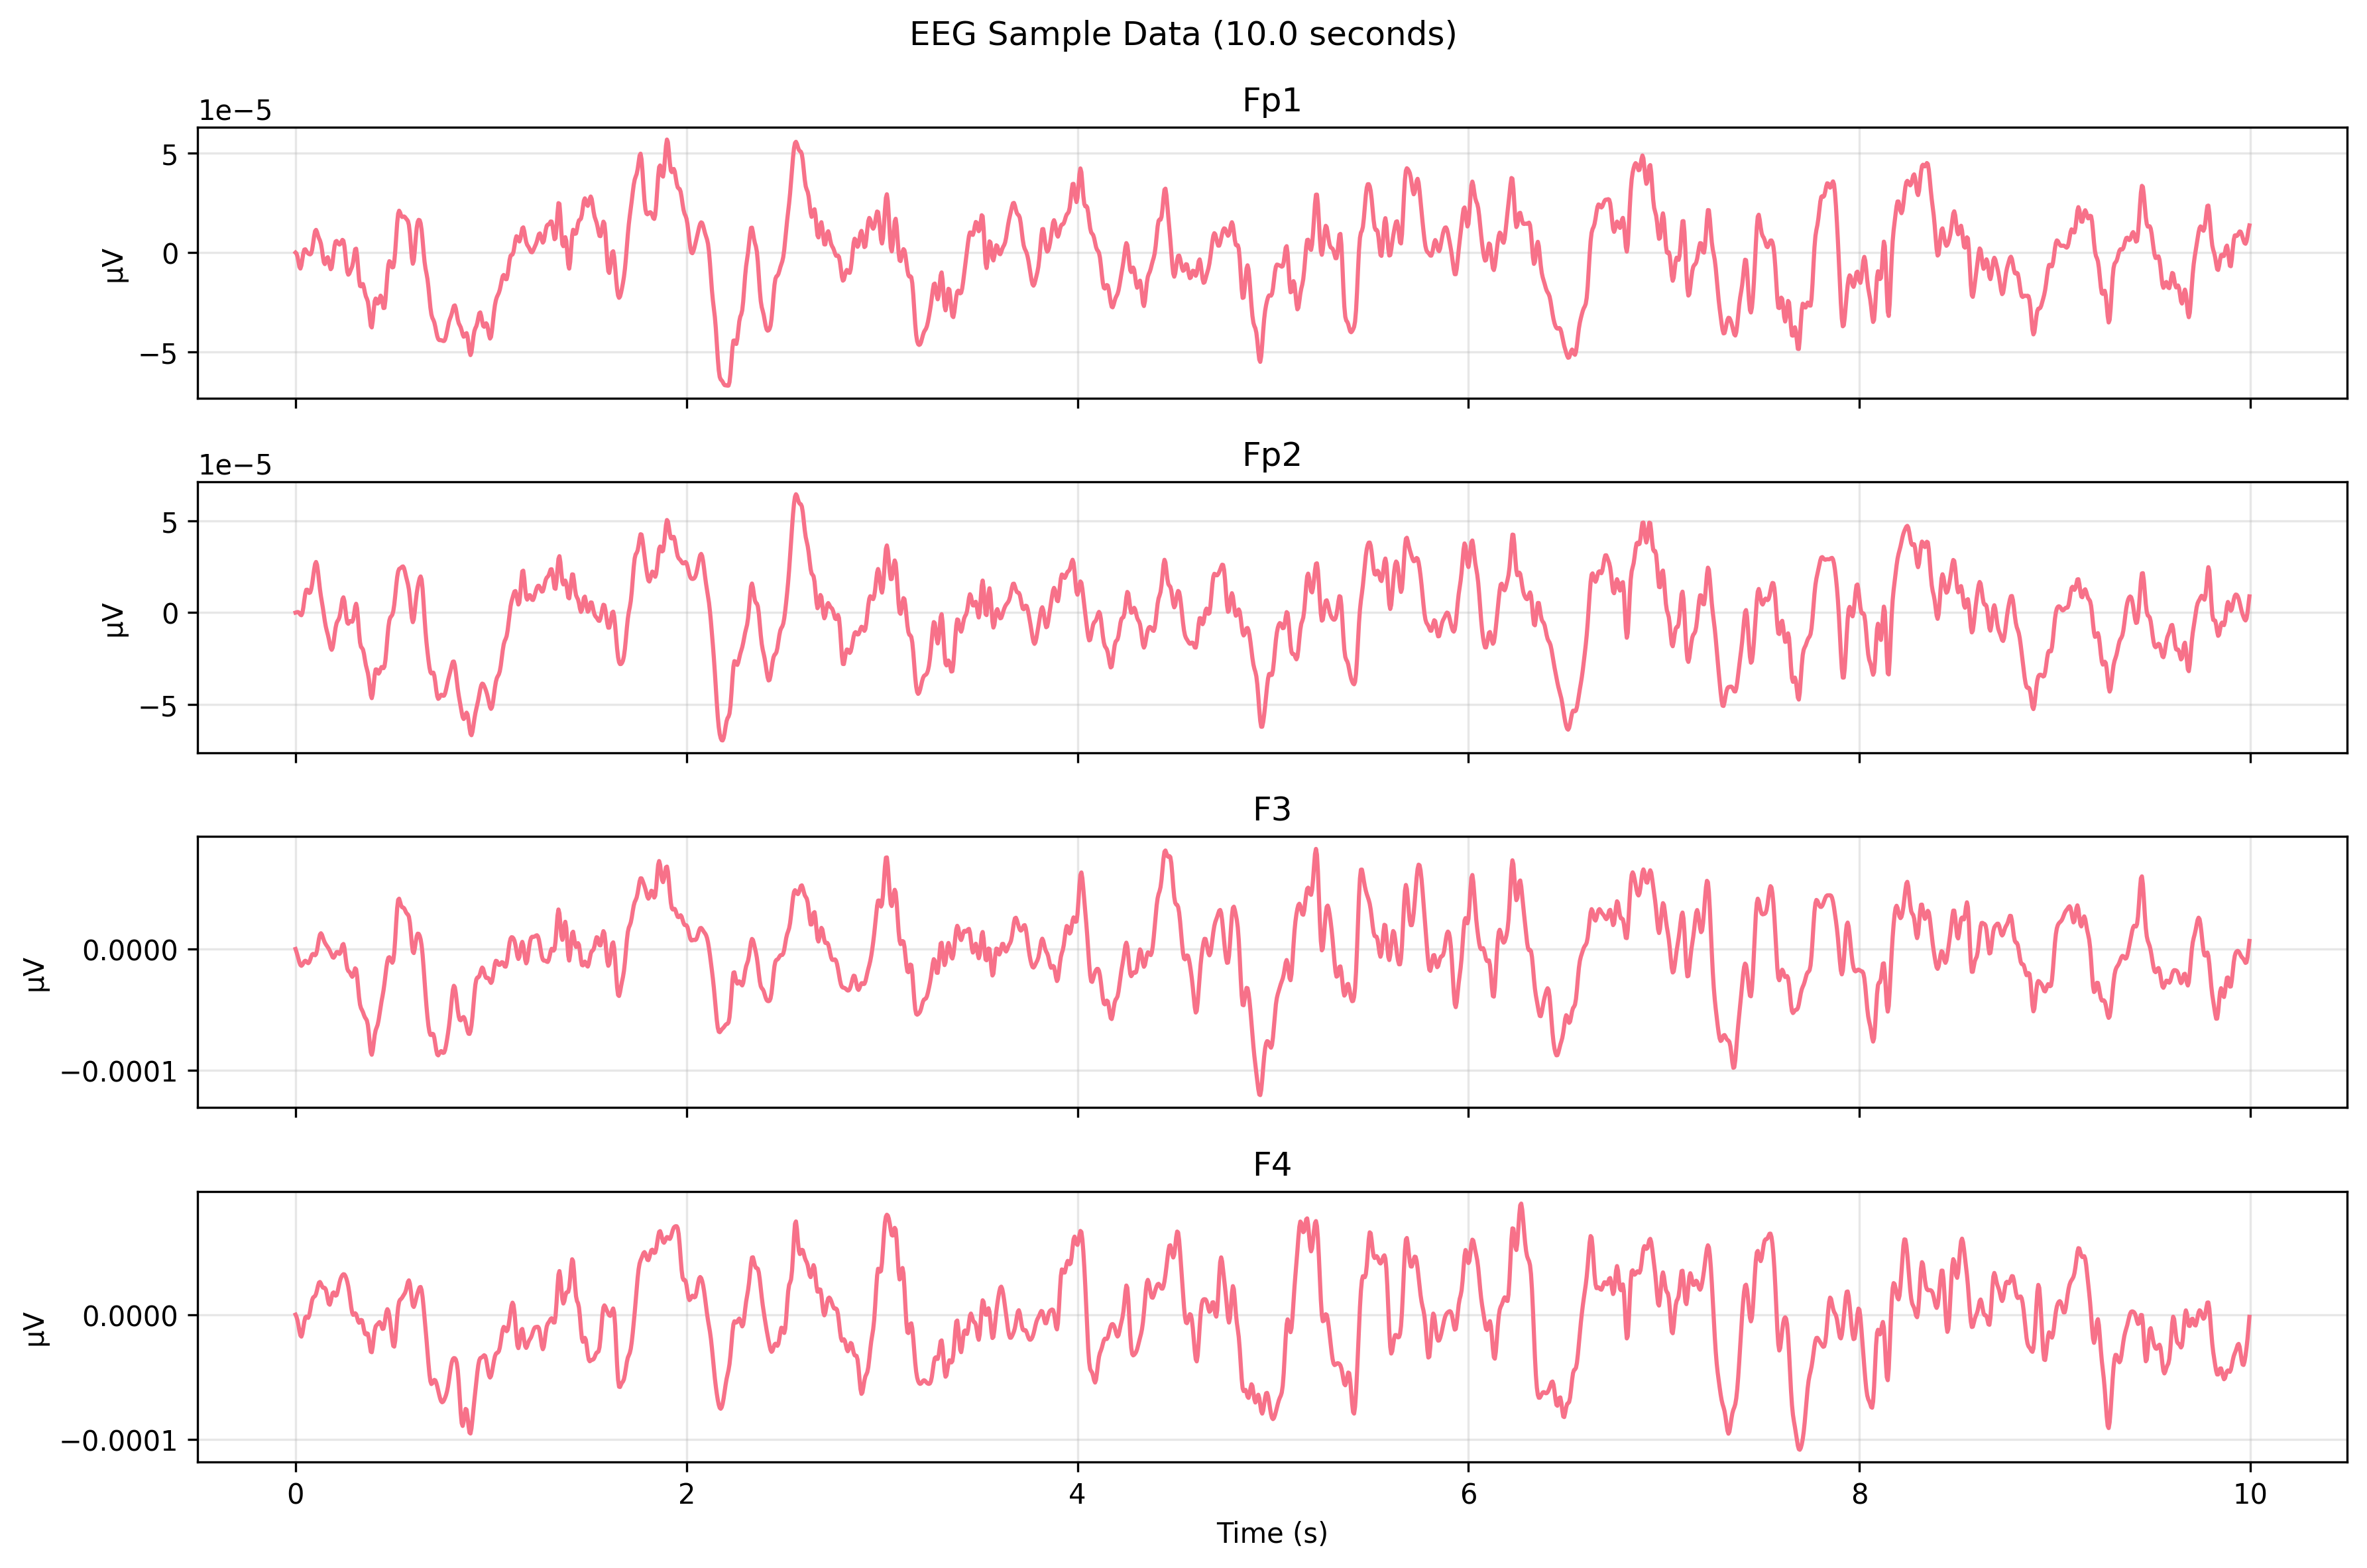 EEG Sample Data (10.0 seconds)
Fp1
1e−5
5
0
−5
µV
Fp2
1e−5
5
0
−5
µV
F3
0.0000
−0.0001
µV
F4
0.0000
−0.0001
µV
0 2 4 6 8 10
Time (s)